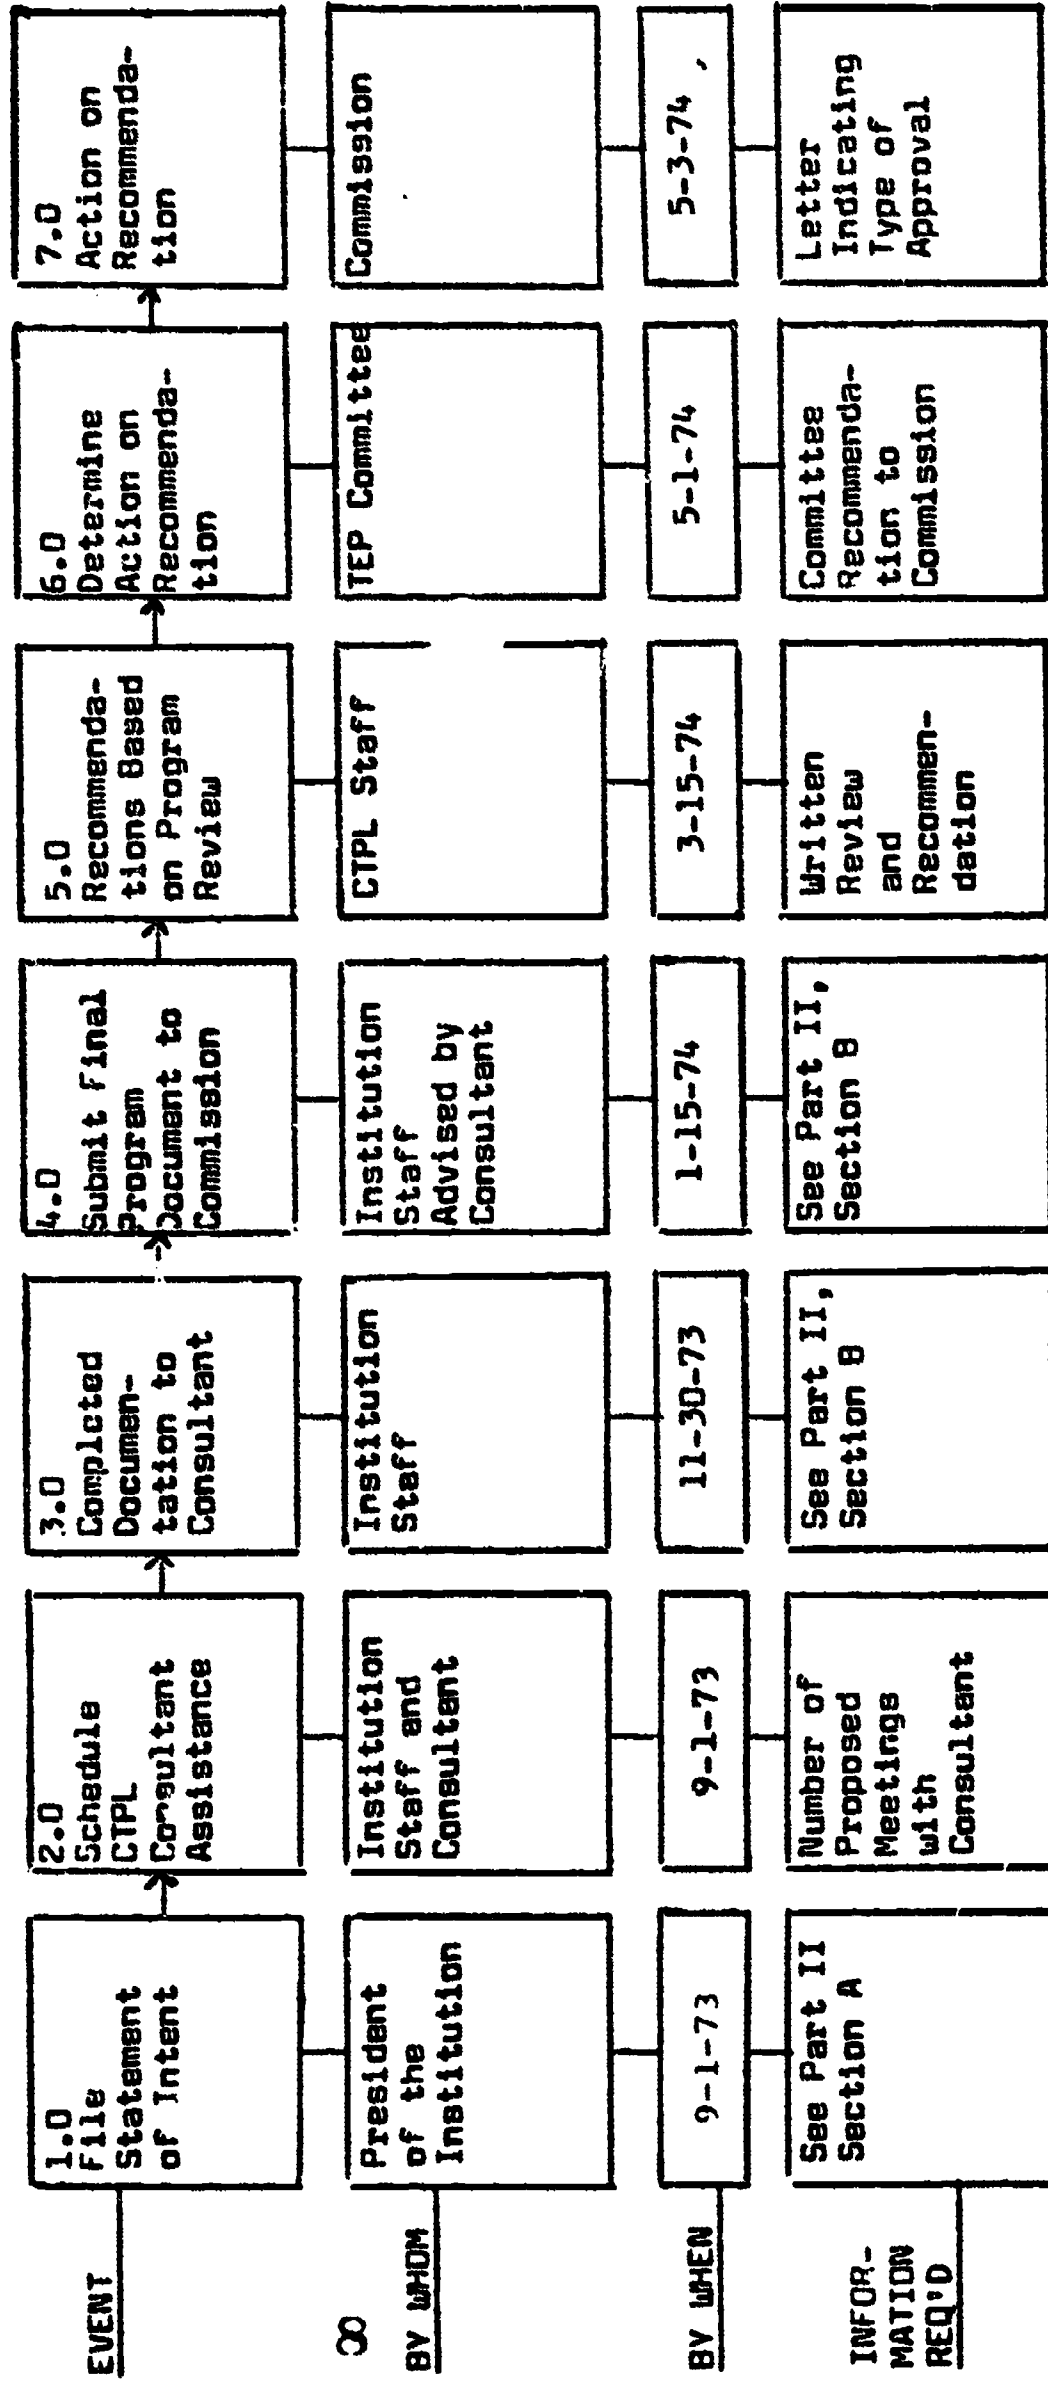 EVENT
1.0
File
Statement
of Intent
2.0
Schedule
CTPL
Consultant
Assistance
3.0
Completed
Documen-
tation to
Consultant
4.0
Submit Final
Program
Document to
Commission
5.0
Recommenda-
tions Based
on Program
Review
6.0
Determine
Action on
Recommenda-
tion
7.0
Action on
Recommenda-
tion
8
BY WHOM
President
of the
Institution
Institution
Staff and
Consultant
Institution
Staff
Institution
Staff
Advised by
Consultant
CTPL Staff
TEP Committee
Commission
BY WHEN
9-1-73
9-1-73
11-30-73
1-15-74
3-15-74
5-1-74
5-3-74
INFOR-
MATION
REQ'D
See Part II
Section A
Number of
Proposed
Meetings
with
Consultant
See Part II,
Section B
See Part II,
Section B
Written
Review
and
Recommen-
dation
Committee
Recommenda-
tion to
Commission
Letter
Indicating
Type of
Approval